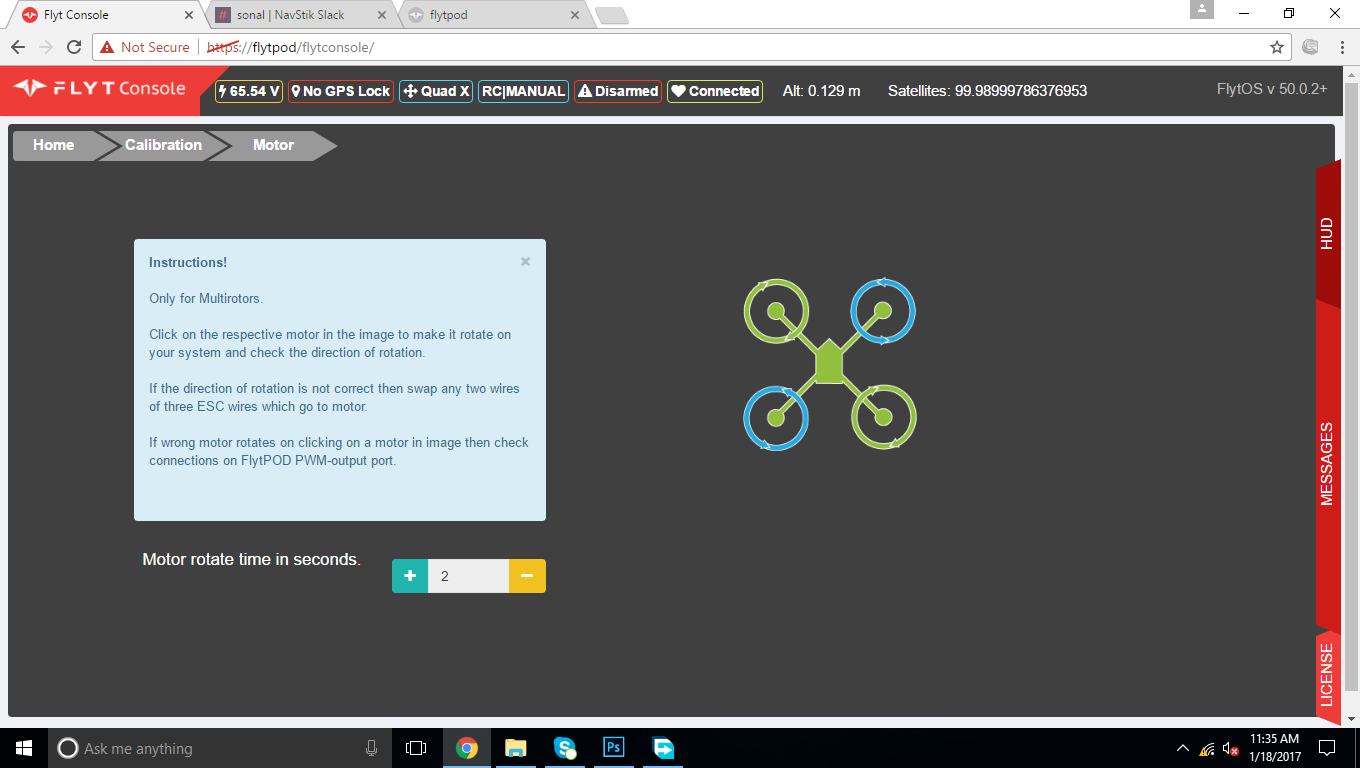 Flyt Console
sonal | NavStik Slack
flytpod
Not Secure
https://flytpod/flytconsole/
FLYT Console
65.54 V
No GPS Lock
Quad X
RC|MANUAL
Disarmed
Connected
Alt: 0.129 m
Satellites: 99.98999786376953
FlytOS v 50.0.2+
Home
Calibration
Motor
HUD
MESSAGES
LICENSE
Instructions!
×
Only for Multirotors.
Click on the respective motor in the image to make it rotate on
your system and check the direction of rotation.
If the direction of rotation is not correct then swap any two wires
of three ESC wires which go to motor.
If wrong motor rotates on clicking on a motor in image then check
connections on FlytPOD PWM-output port.
Motor rotate time in seconds.
+
2
−
Ask me anything
Ps
11:35 AM
1/18/2017